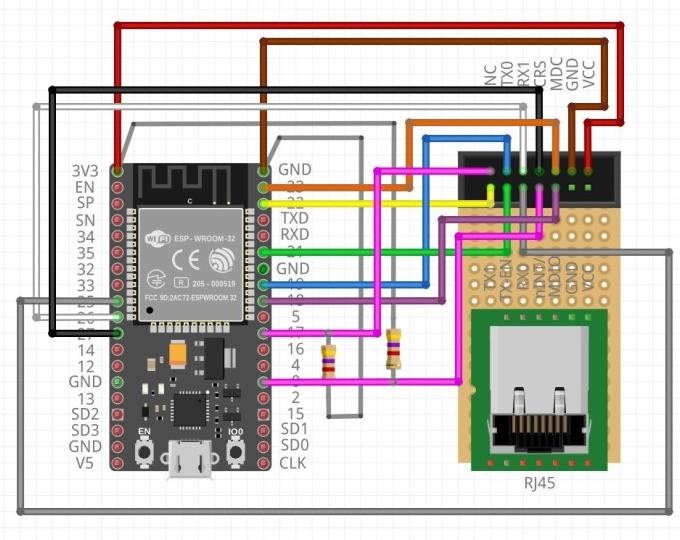 NC
TX0
RX1
CRS
MDC
GND
VCC
3V3
EN
SP
SN
34
35
32
33
25
26
27
14
12
GND
13
SD2
SD3
GND
V5
C
WiFi
ESP-WROOM-32
CE
R
205-000519
FCC 9D:2AC72-ESPWROOM 32
EN
IO0
GND
23
22
TXD
RXD
21
GND
19
18
5
17
16
4
0
2
15
SD1
SD0
CLK
TX1
RX0
MDIO
GND
VCC
RJ45